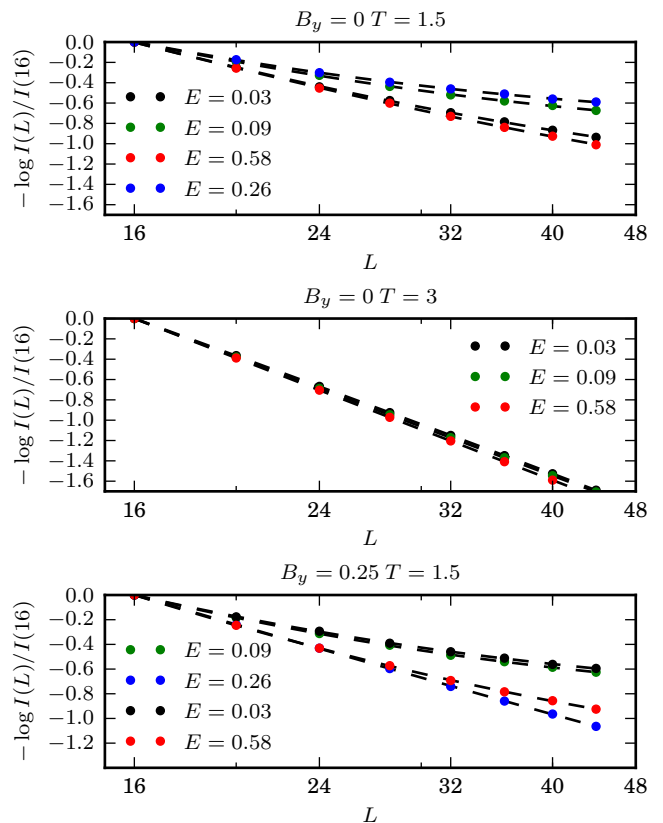 B_y = 0 T = 1.5
0.0
−0.2
−0.4
−0.6
−0.8
−1.0
−1.2
−1.4
−1.6
− log I(L)/I(16)
E = 0.03
E = 0.09
E = 0.58
E = 0.26
16 24 32 40 48
L
B_y = 0 T = 3
0.0
−0.2
−0.4
−0.6
−0.8
−1.0
−1.2
−1.4
−1.6
− log I(L)/I(16)
E = 0.03
E = 0.09
E = 0.58
16 24 32 40 48
L
B_y = 0.25 T = 1.5
0.0
−0.2
−0.4
−0.6
−0.8
−1.0
−1.2
− log I(L)/I(16)
E = 0.09
E = 0.26
E = 0.03
E = 0.58
16 24 32 40 48
L